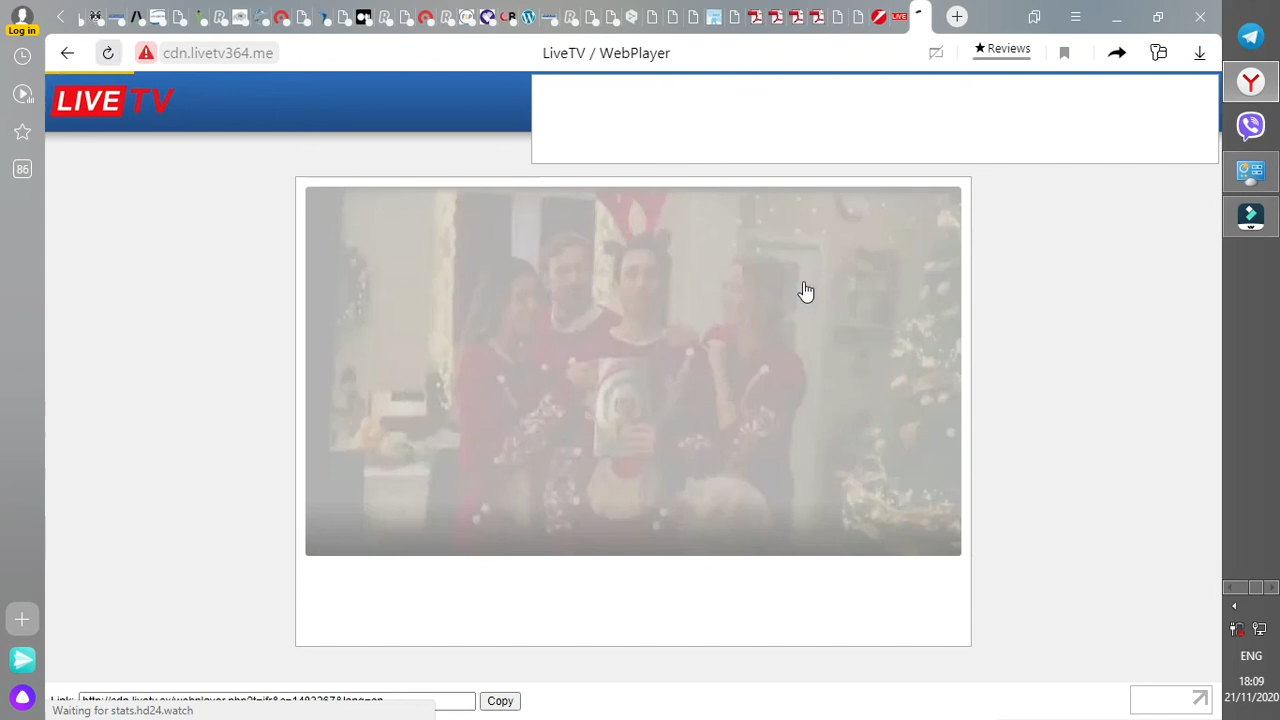 Log in
LIVE
cdn.livetv364.me
LiveTV / WebPlayer
★ Reviews
LIVE TV
86
Copy
Waiting for stats.hd24.watch
ENG
18:09
21/11/2020